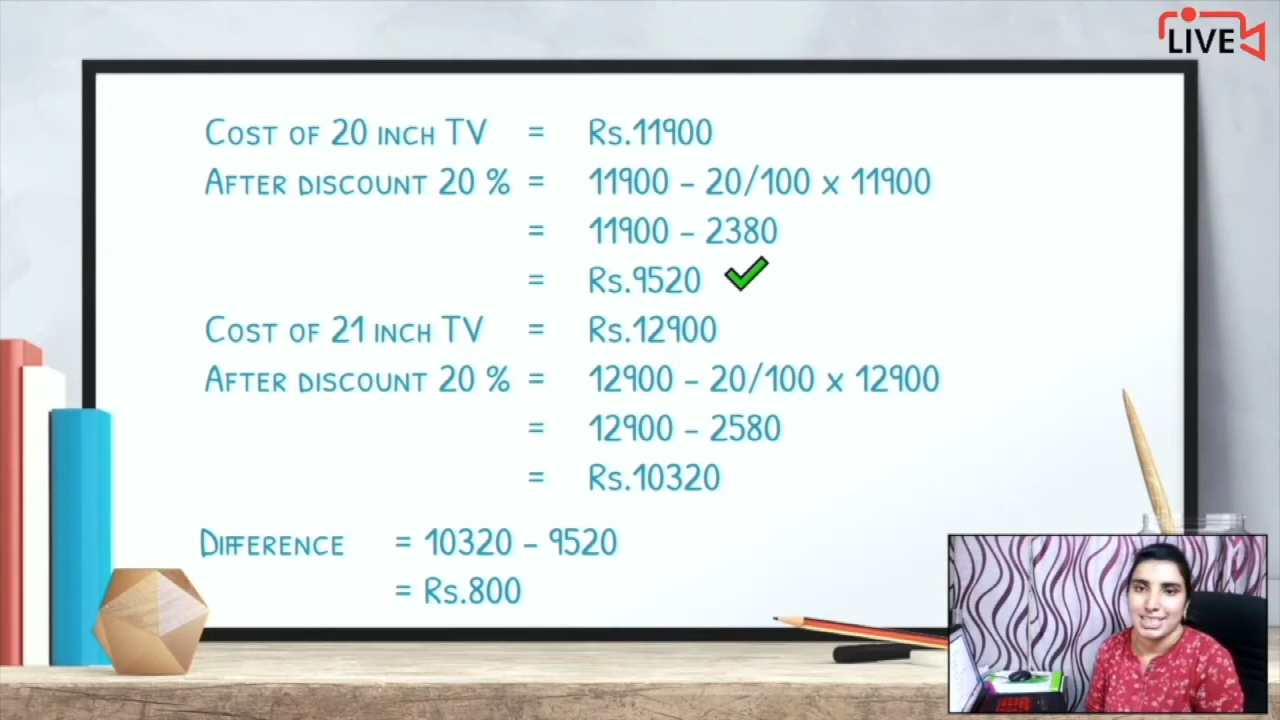 LIVE
COST OF 20 INCH TV = Rs.11900
AFTER DISCOUNT 20 % = 11900 - 20/100 x 11900
= 11900 - 2380
= Rs.9520
COST OF 21 INCH TV = Rs.12900
AFTER DISCOUNT 20 % = 12900 - 20/100 x 12900
= 12900 - 2580
= Rs.10320
DIFFERENCE = 10320 - 9520
= Rs.800